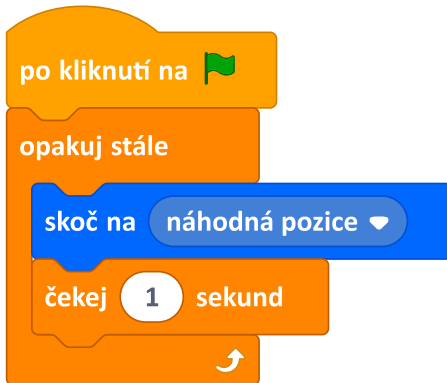 po kliknutí na
opakuj stále
skoč na náhodná pozice
čekej 1 sekund